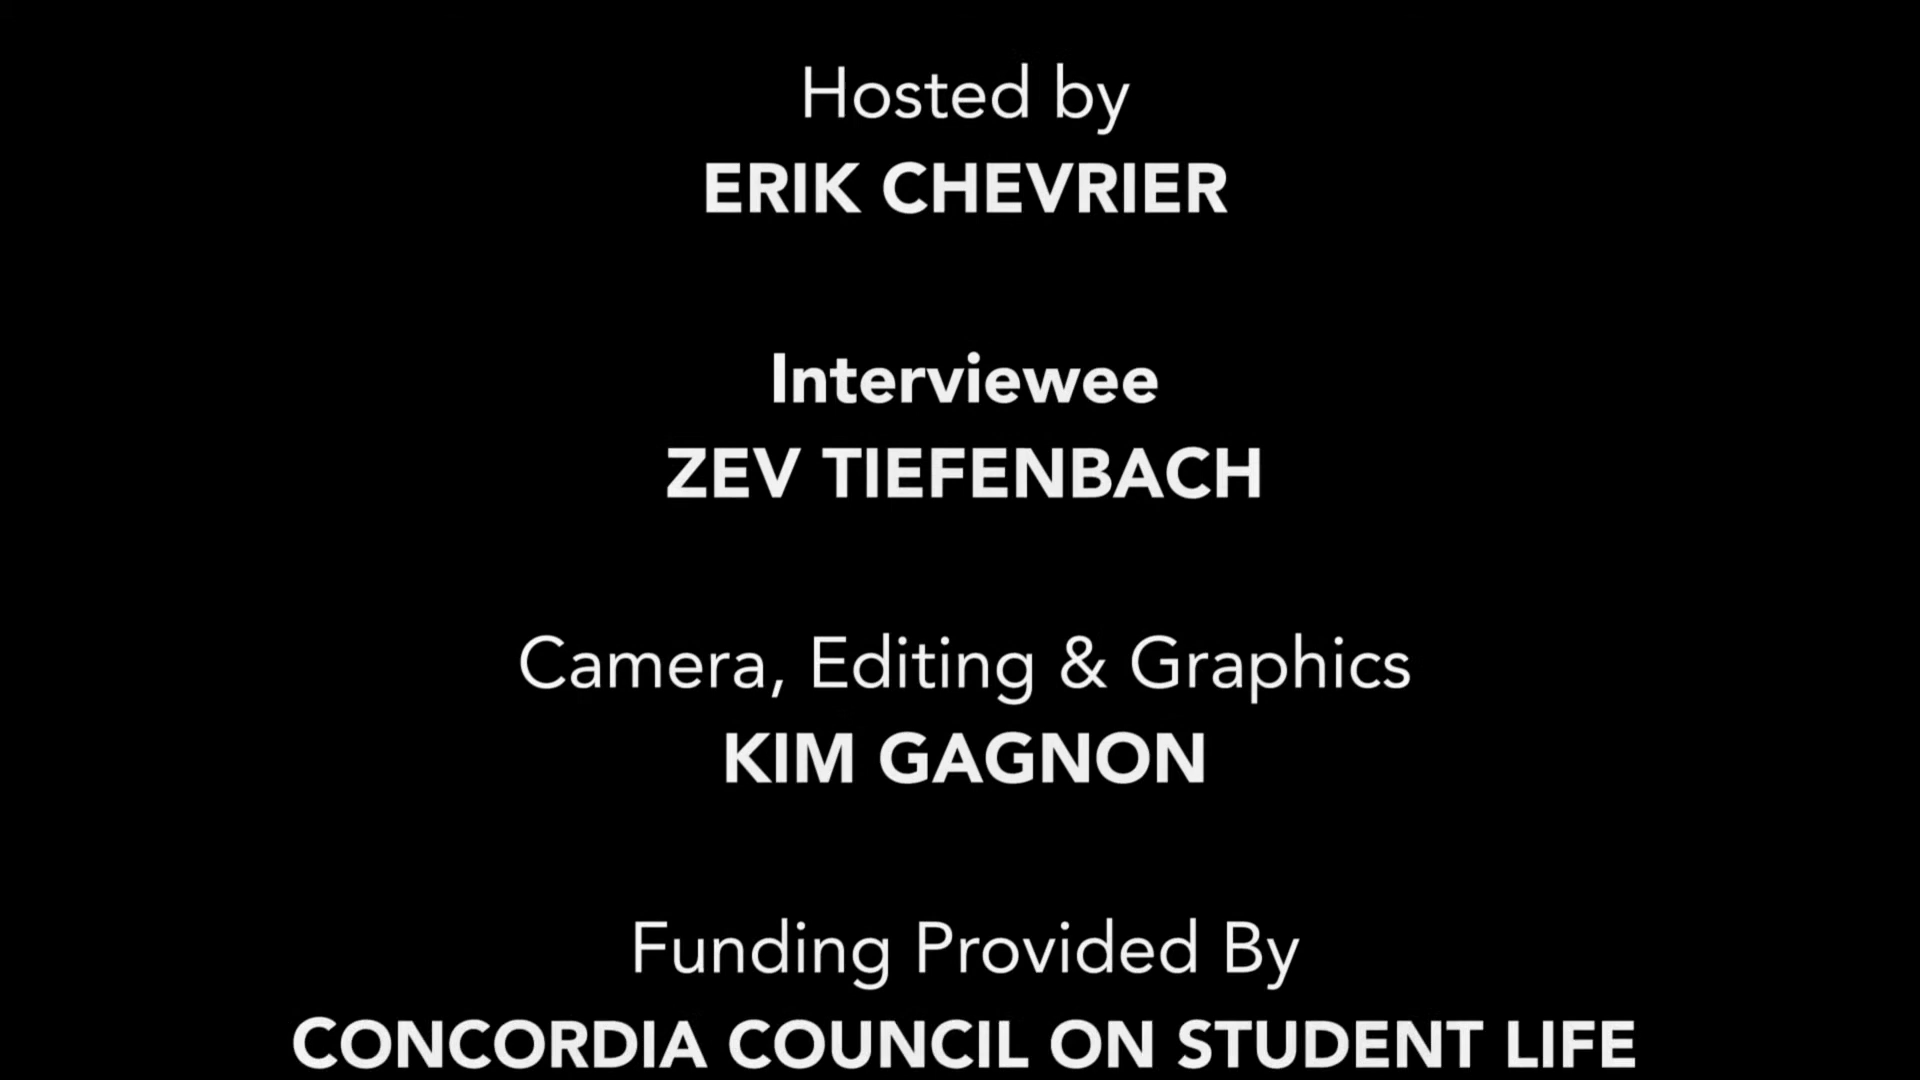 Hosted by
ERIK CHEVRIER
Interviewee
ZEV TIEFENBACH
Camera, Editing & Graphics
KIM GAGNON
Funding Provided By
CONCORDIA COUNCIL ON STUDENT LIFE